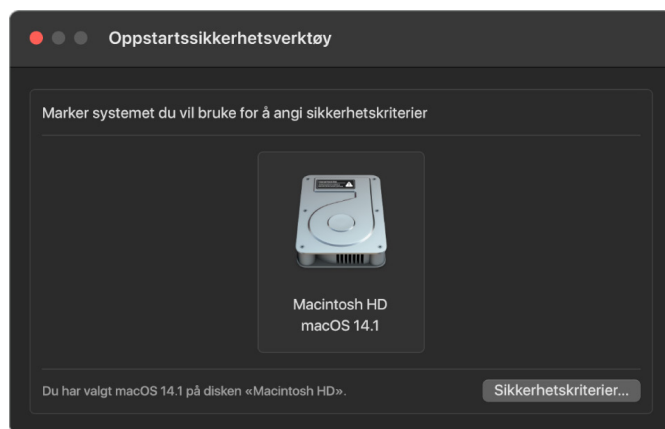 Oppstartssikkerhetsverktøy
Marker systemet du vil bruke for å angi sikkerhetskriterier
Macintosh HD
macOS 14.1
Du har valgt macOS 14.1 på disken «Macintosh HD».
Sikkerhetskriterier...